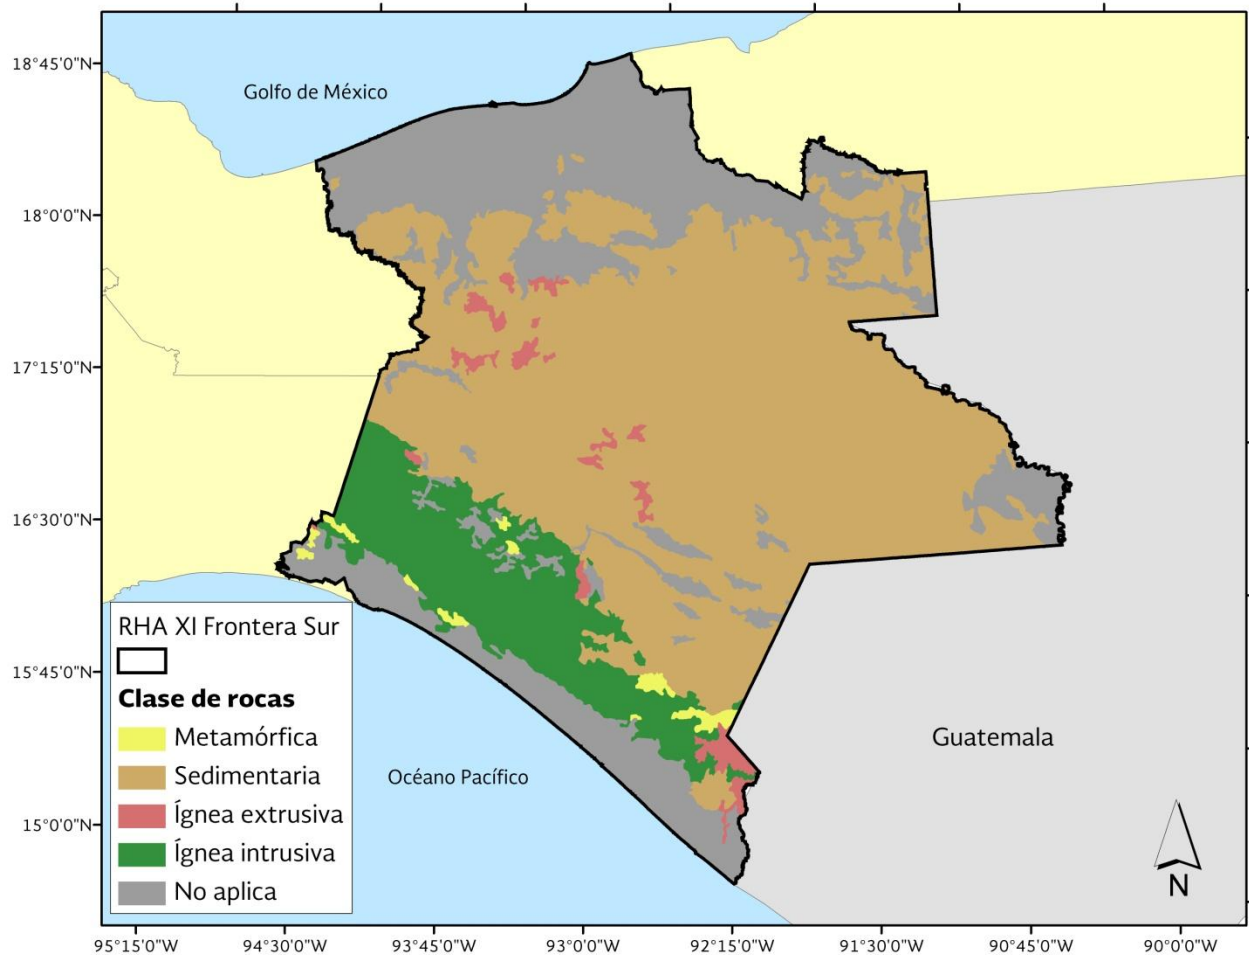 18°45'0"N
Golfo de México
18°0'0"N
17°15'0"N
16°30'0"N
RHA XI Frontera Sur
15°45'0"N
Clase de rocas
Metamórfica
Guatemala
Sedimentaria
Océano Pacífico
Ígnea extrusiva
15°0'0"N
Ígnea intrusiva
No aplica
N
95°15'0"W 94°30'0"W 93°45'0"W 93°0'0"W 92°15'0"W 91°30'0"W 90°45'0"W 90°0'0"W